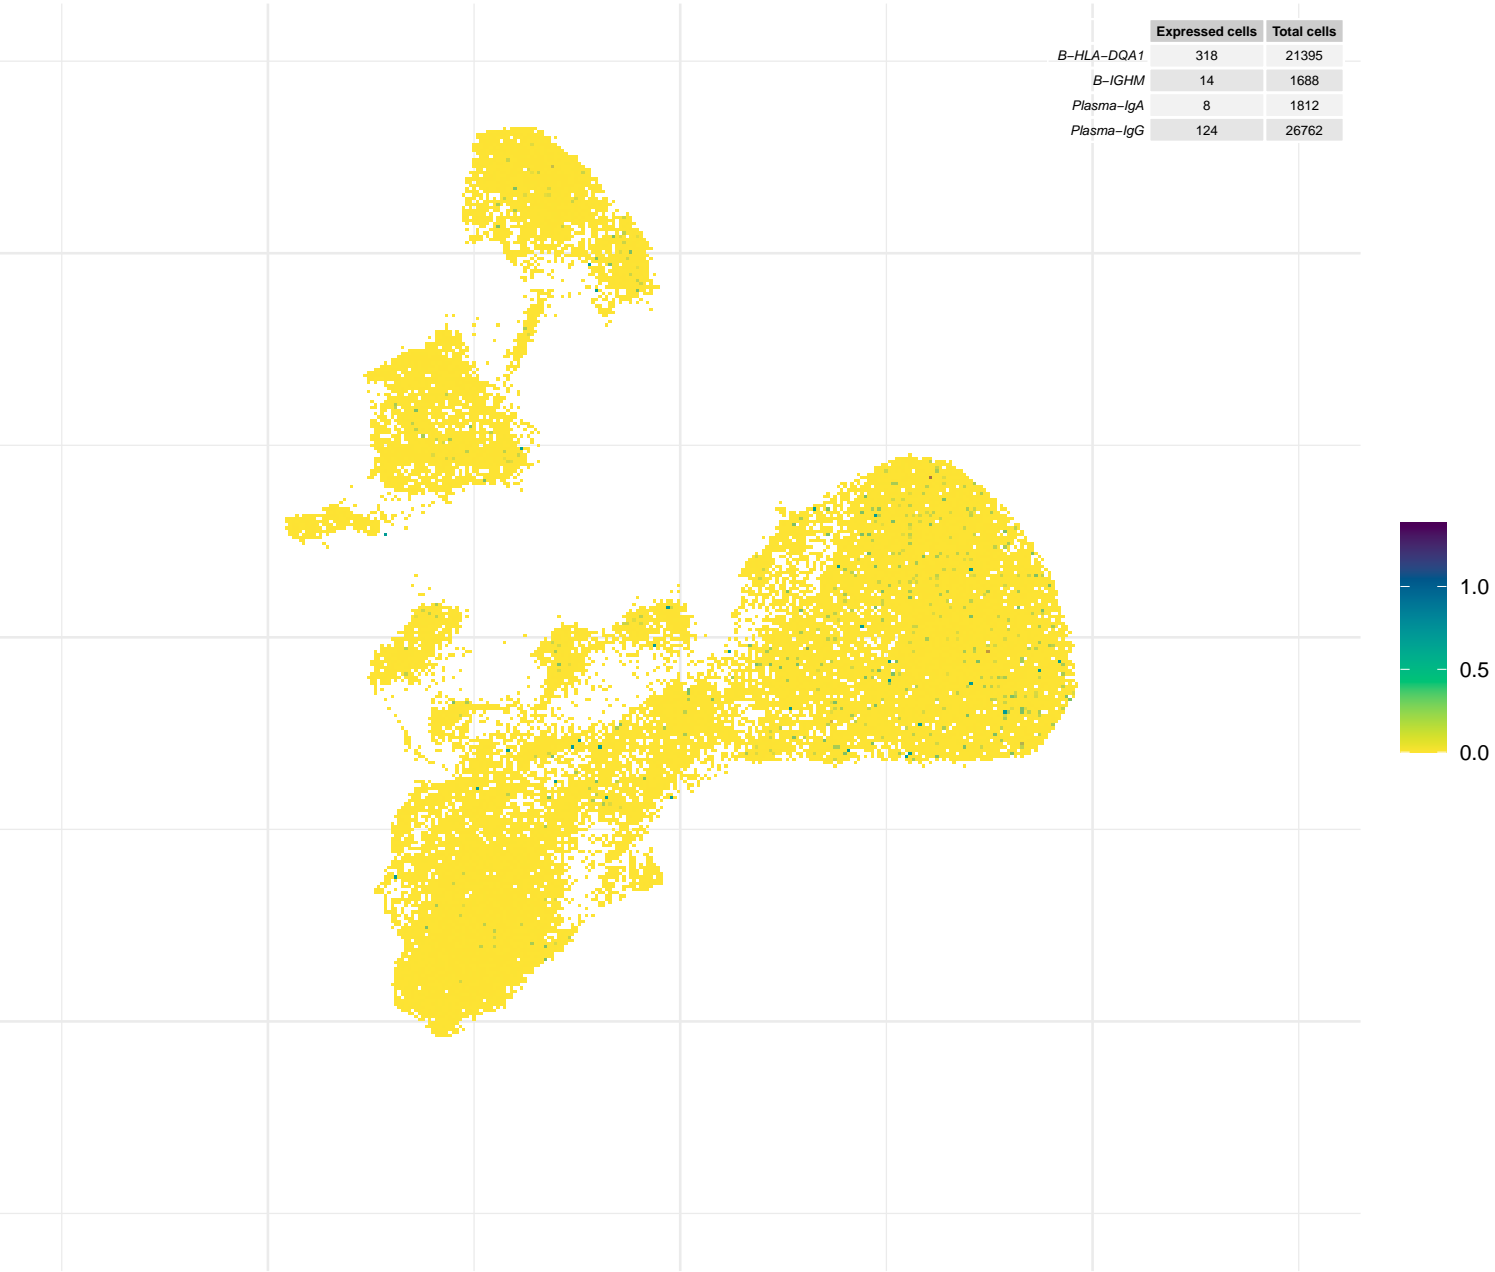 Expressed cells Total cells
B−HLA−DQA1 318 21395
B−IGHM 14 1688
Plasma−IgA 8 1812
Plasma−IgG 124 26762
1.0
0.5
0.0